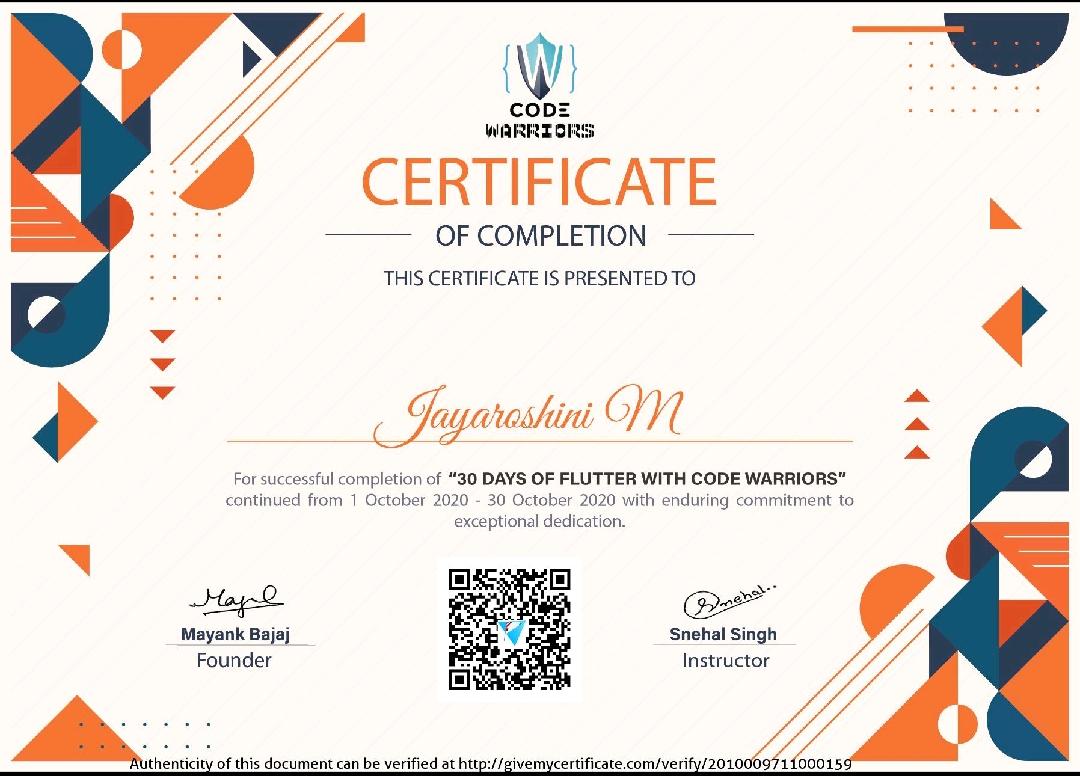 W
CODE
WARRIORS
CERTIFICATE
OF COMPLETION
THIS CERTIFICATE IS PRESENTED TO
Jayaroshini M
For successful completion of "30 DAYS OF FLUTTER WITH CODE WARRIORS"
continued from 1 October 2020 - 30 October 2020 with enduring commitment to
exceptional dedication.
Mayank Bajaj
Founder
Snehal..
Snehal Singh
Instructor
Authenticity of this document can be verified at http://givemycertificate.com/verify/2010009711000159